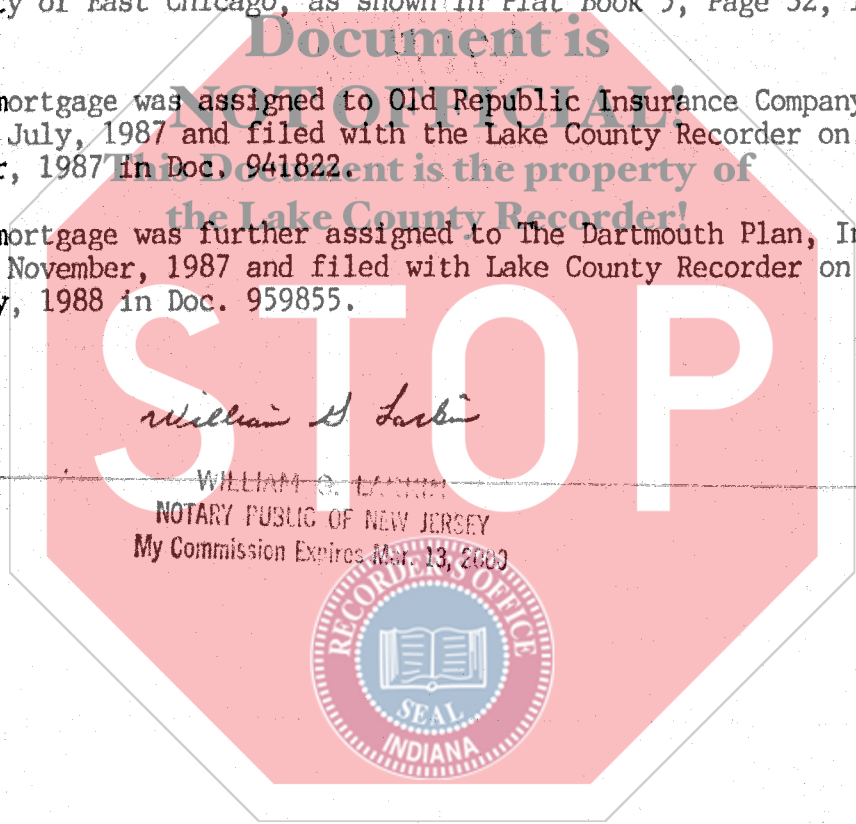 ty of East Chicago, as shown in Plat Book 5, Page 32,
Document is
mortgage was assigned to Old Republic Insurance Company
NOT OFFICIAL!
July, 1987 and filed with the Lake County Recorder on
r, 1987 in Doc. 941822.
This Document is the property of
the Lake County Recorder!
mortgage was further assigned to The Dartmouth Plan, In
November, 1987 and filed with Lake County Recorder on
y, 1988 in Doc. 959855.
STOP
William G Larkin
WILLIAM G. LARKIN
NOTARY PUBLIC OF NEW JERSEY
My Commission Expires Mar. 13, 2000
RECORDER'S OFFICE
SEAL
INDIANA